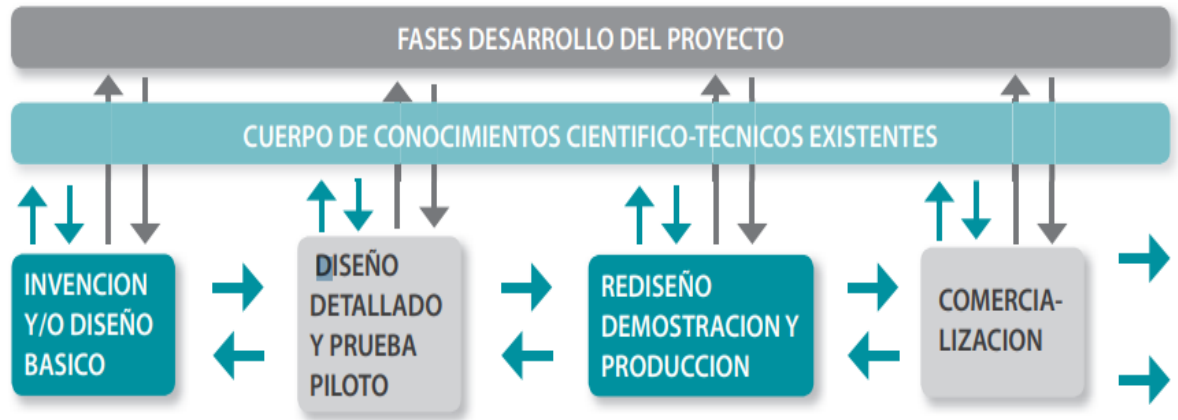 FASES DESARROLLO DEL PROYECTO
CUERPO DE CONOCIMIENTOS CIENTIFICO-TECNICOS EXISTENTES
INVENCION
Y/O DISEÑO
BASICO
DISEÑO
DETALLADO
Y PRUEBA
PILOTO
REDISEÑO
DEMOSTRACION Y
PRODUCCION
COMERCIA-
LIZACION